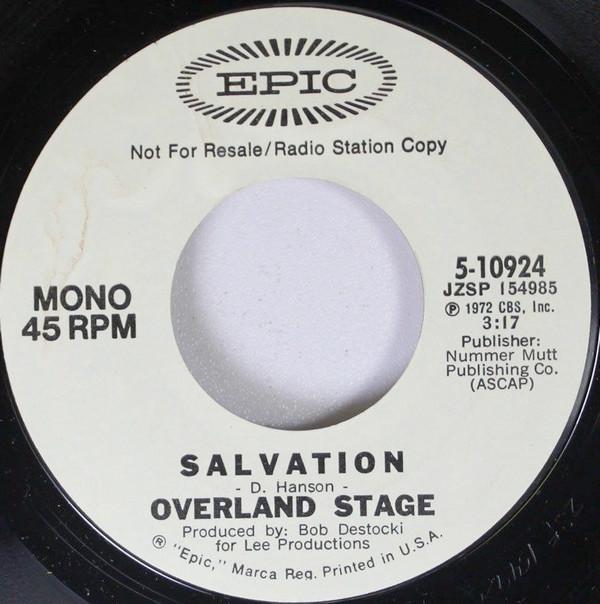 EPIC
Not For Resale/Radio Station Copy
MONO
45 RPM
5-10924
JZSP 154985
℗ 1972 CBS, Inc.
3:17
Publisher:
Nummer Mutt
Publishing Co.
(ASCAP)
SALVATION
- D. Hanson -
OVERLAND STAGE
Produced by: Bob Destocki
for Lee Productions
® "Epic," Marca Reg. Printed in U.S.A.